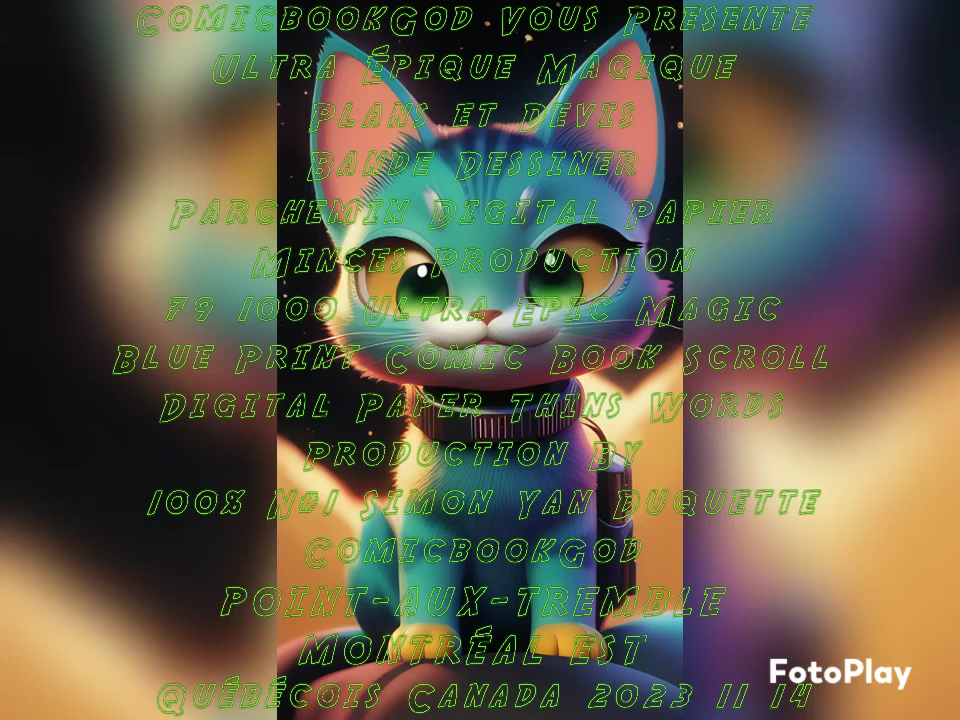 ComicbookGod Vous Presente
Ultra Épique Magique
Plans et Devis
Bande Dessiner
Parchemin Digital Papier
Minces Production
79 1000 Ultra Epic Magic
Blue Print Comic Book Scroll
Digital Paper Thins Words
Production By
100% N#1 Simon Yan Duquette
ComicbookGod
POINT-AUX-TREMBLE
MONTRÉAL EST
Québécois Canada 2023 11 14
FotoPlay